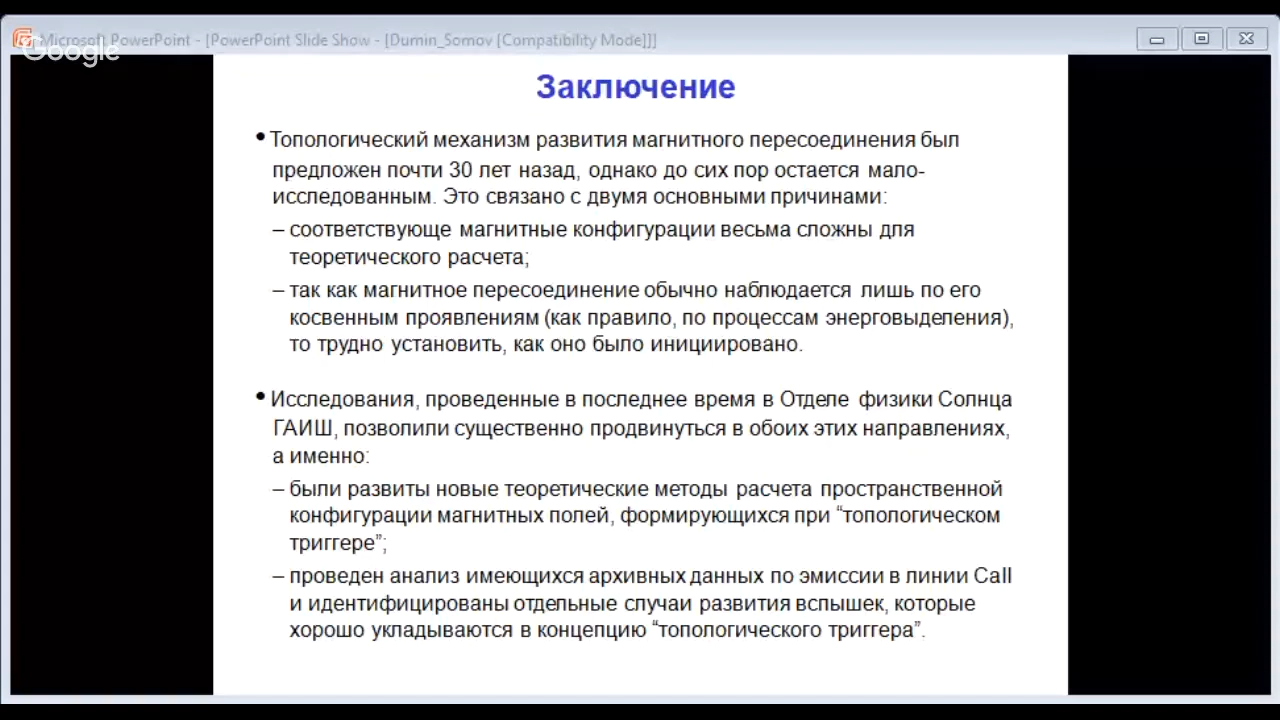 Microsoft PowerPoint - [PowerPoint Slide Show - [Dumin_Somov [Compatibility Mode]]]
Google
Заключение
• Топологический механизм развития магнитного пересоединения был
предложен почти 30 лет назад, однако до сих пор остается мало-
исследованным. Это связано с двумя основными причинами:
– соответствующе магнитные конфигурации весьма сложны для
теоретического расчета;
– так как магнитное пересоединение обычно наблюдается лишь по его
косвенным проявлениям (как правило, по процессам энерговыделения),
то трудно установить, как оно было инициировано.
• Исследования, проведенные в последнее время в Отделе физики Солнца
ГАИШ, позволили существенно продвинуться в обоих этих направлениях,
а именно:
– были развиты новые теоретические методы расчета пространственной
конфигурации магнитных полей, формирующихся при “топологическом
триггере”;
– проведен анализ имеющихся архивных данных по эмиссии в линии CaII
и идентифицированы отдельные случаи развития вспышек, которые
хорошо укладываются в концепцию “топологического триггера”.